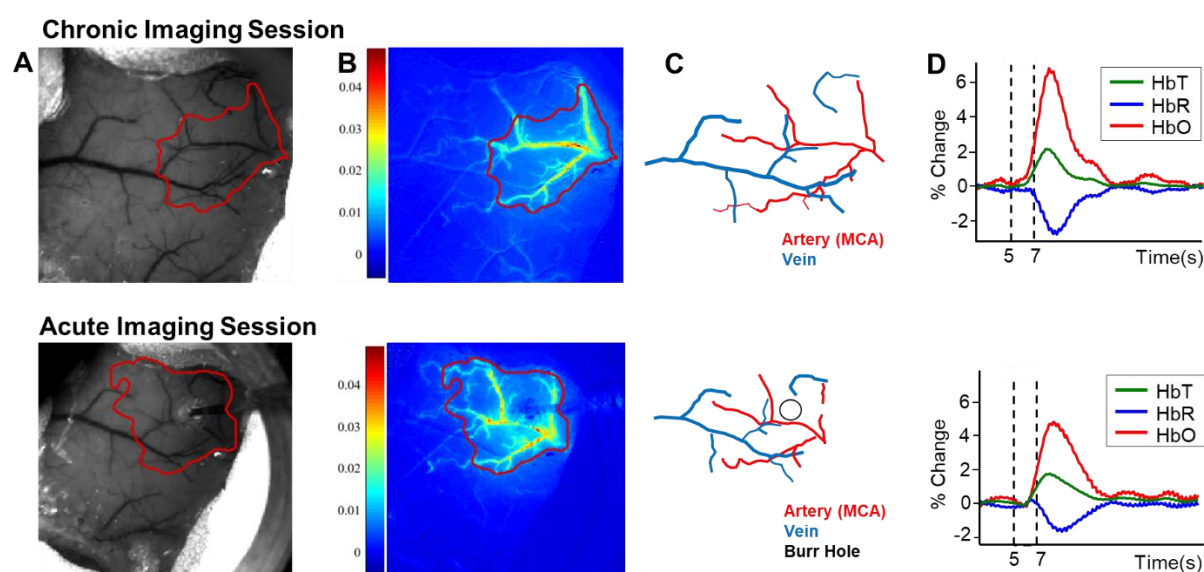 Chronic Imaging Session
A
B
C
D
0.04
0.03
0.02
0.01
0
Artery (MCA)
Vein
% Change
6
4
2
0
-2
HbT
HbR
HbO
5
7
Time(s)
Acute Imaging Session
0.04
0.03
0.02
0.01
0
Artery (MCA)
Vein
Burr Hole
% Change
6
4
2
0
-2
HbT
HbR
HbO
5
7
Time(s)